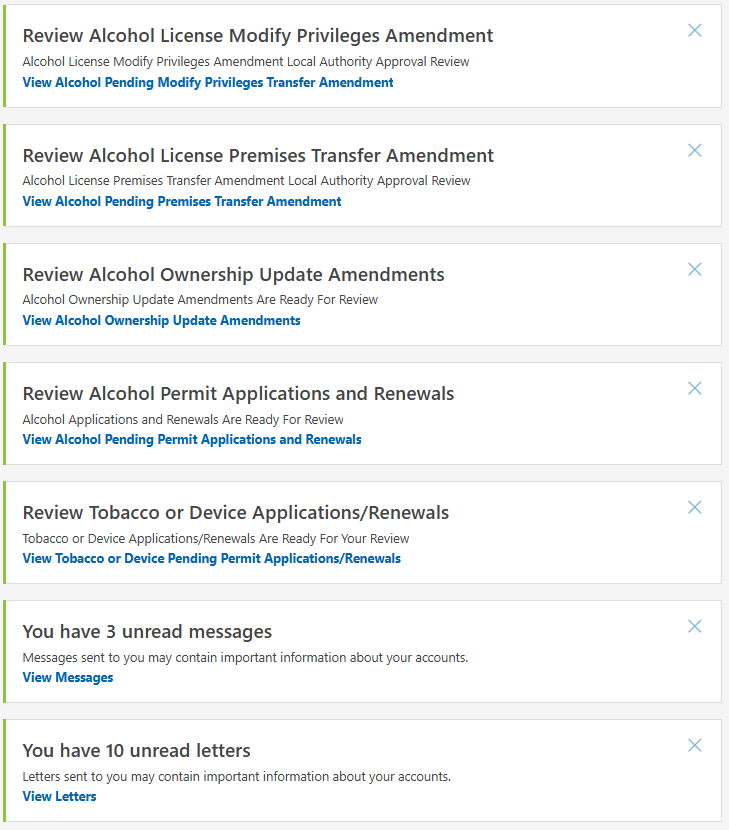 Review Alcohol License Modify Privileges Amendment
Alcohol License Modify Privileges Amendment Local Authority Approval Review
View Alcohol Pending Modify Privileges Transfer Amendment
Review Alcohol License Premises Transfer Amendment
Alcohol License Premises Transfer Amendment Local Authority Approval Review
View Alcohol Pending Premises Transfer Amendment
Review Alcohol Ownership Update Amendments
Alcohol Ownership Update Amendments Are Ready For Review
View Alcohol Ownership Update Amendments
Review Alcohol Permit Applications and Renewals
Alcohol Applications and Renewals Are Ready For Review
View Alcohol Pending Permit Applications and Renewals
Review Tobacco or Device Applications/Renewals
Tobacco or Device Applications/Renewals Are Ready For Your Review
View Tobacco or Device Pending Permit Applications/Renewals
You have 3 unread messages
Messages sent to you may contain important information about your accounts.
View Messages
You have 10 unread letters
Letters sent to you may contain important information about your accounts.
View Letters